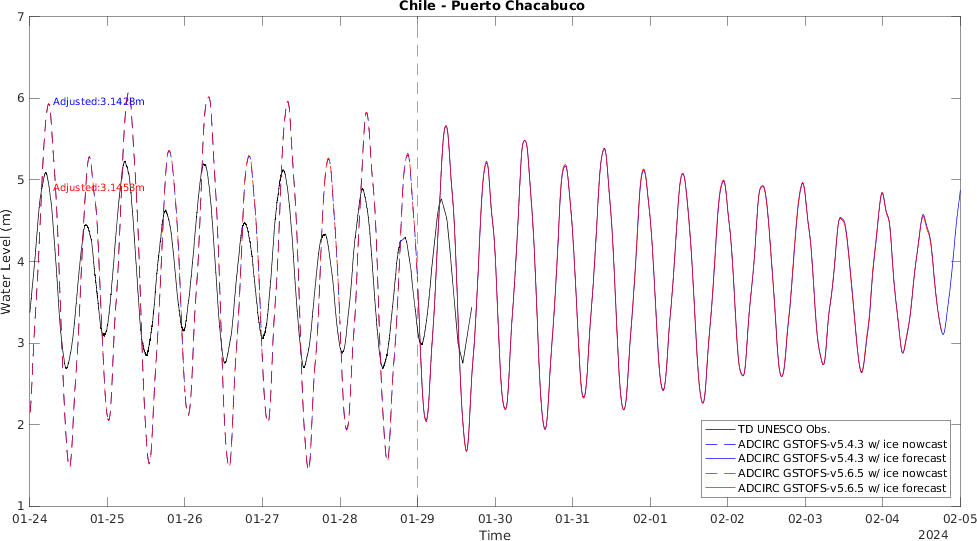 Chile - Puerto Chacabuco
7
6
5
4
3
2
1
Water Level (m)
Adjusted:3.1428m
Adjusted:3.1453m
TD UNESCO Obs.
ADCIRC GSTOFS-v5.4.3 w/ ice nowcast
ADCIRC GSTOFS-v5.4.3 w/ ice forecast
ADCIRC GSTOFS-v5.6.5 w/ ice nowcast
ADCIRC GSTOFS-v5.6.5 w/ ice forecast
01-24 01-25 01-26 01-27 01-28 01-29 01-30 01-31 02-01 02-02 02-03 02-04 02-05
Time
2024